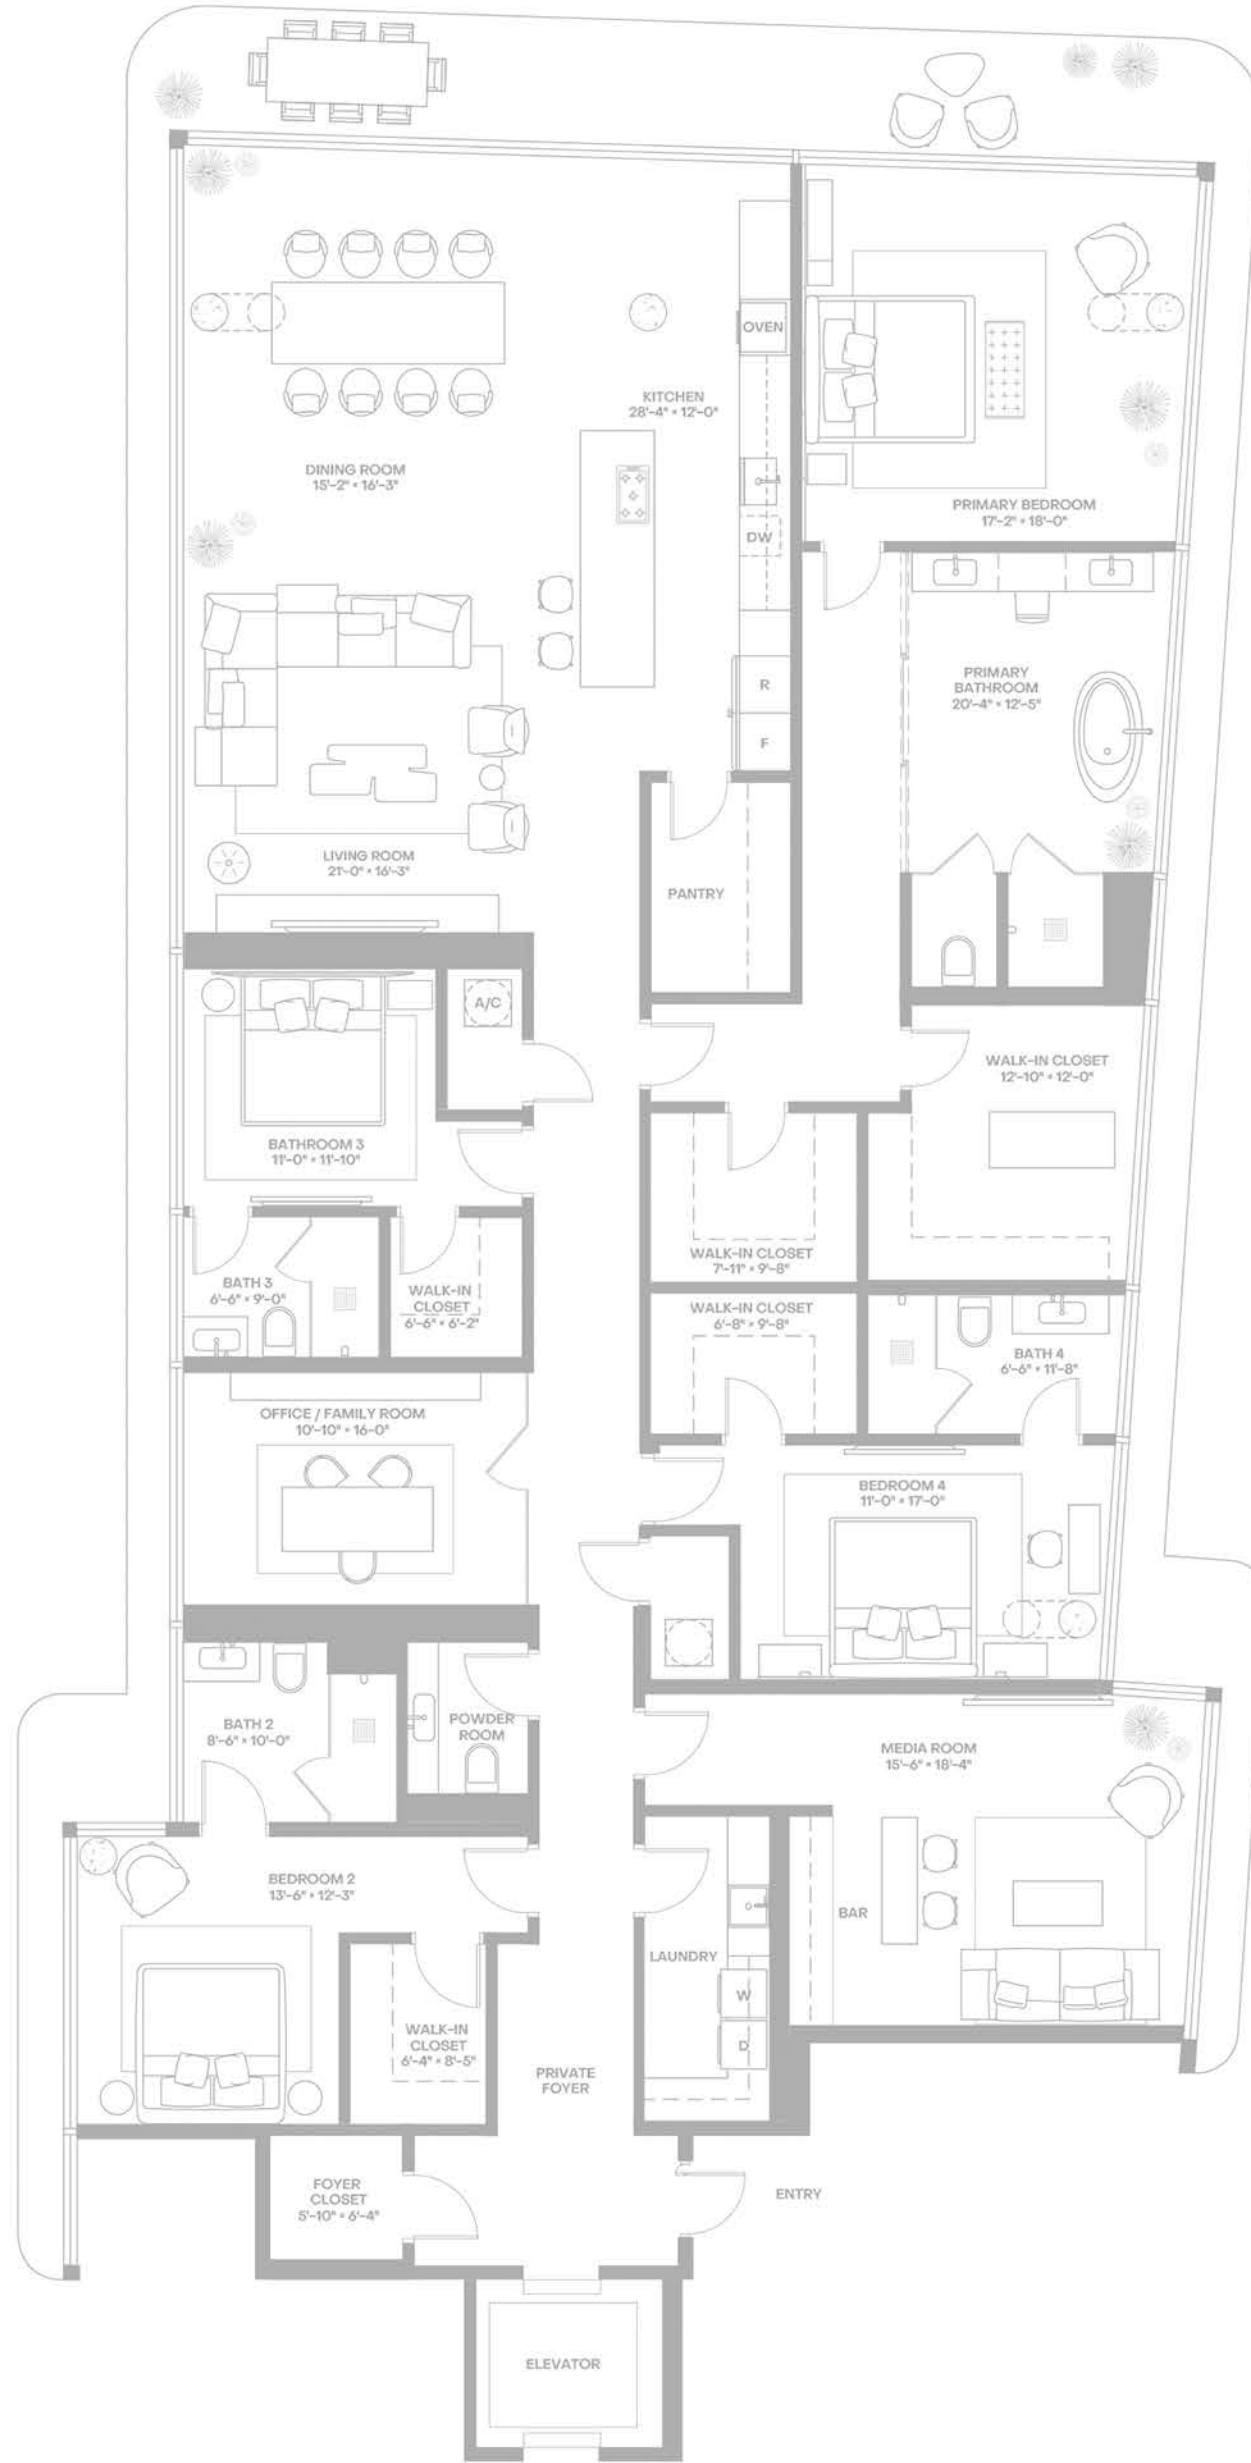 OVEN
KITCHEN
28'-4" × 12'-0"
DINING ROOM
15'-2" × 16'-3"
PRIMARY BEDROOM
17'-2" × 18'-0"
DW
PRIMARY
BATHROOM
20'-4" × 12'-5"
R
F
LIVING ROOM
21'-0" × 16'-3"
PANTRY
A/C
WALK-IN CLOSET
12'-10" × 12'-0"
BATHROOM 3
11'-0" × 11'-10"
WALK-IN CLOSET
7'-11" × 9'-8"
BATH 3
6'-6" × 9'-0"
WALK-IN
CLOSET
6'-6" × 6'-2"
WALK-IN CLOSET
6'-8" × 9'-8"
BATH 4
6'-6" × 11'-8"
OFFICE / FAMILY ROOM
10'-10" × 16-0"
BEDROOM 4
11'-0" × 17'-0"
BATH 2
8'-6" × 10'-0"
POWDER
ROOM
MEDIA ROOM
15'-6" × 18'-4"
BEDROOM 2
13'-6" × 12'-3"
BAR
LAUNDRY
W
D
WALK-IN
CLOSET
6'-4" × 8'-5"
PRIVATE
FOYER
FOYER
CLOSET
5'-10" × 6'-4"
ENTRY
ELEVATOR